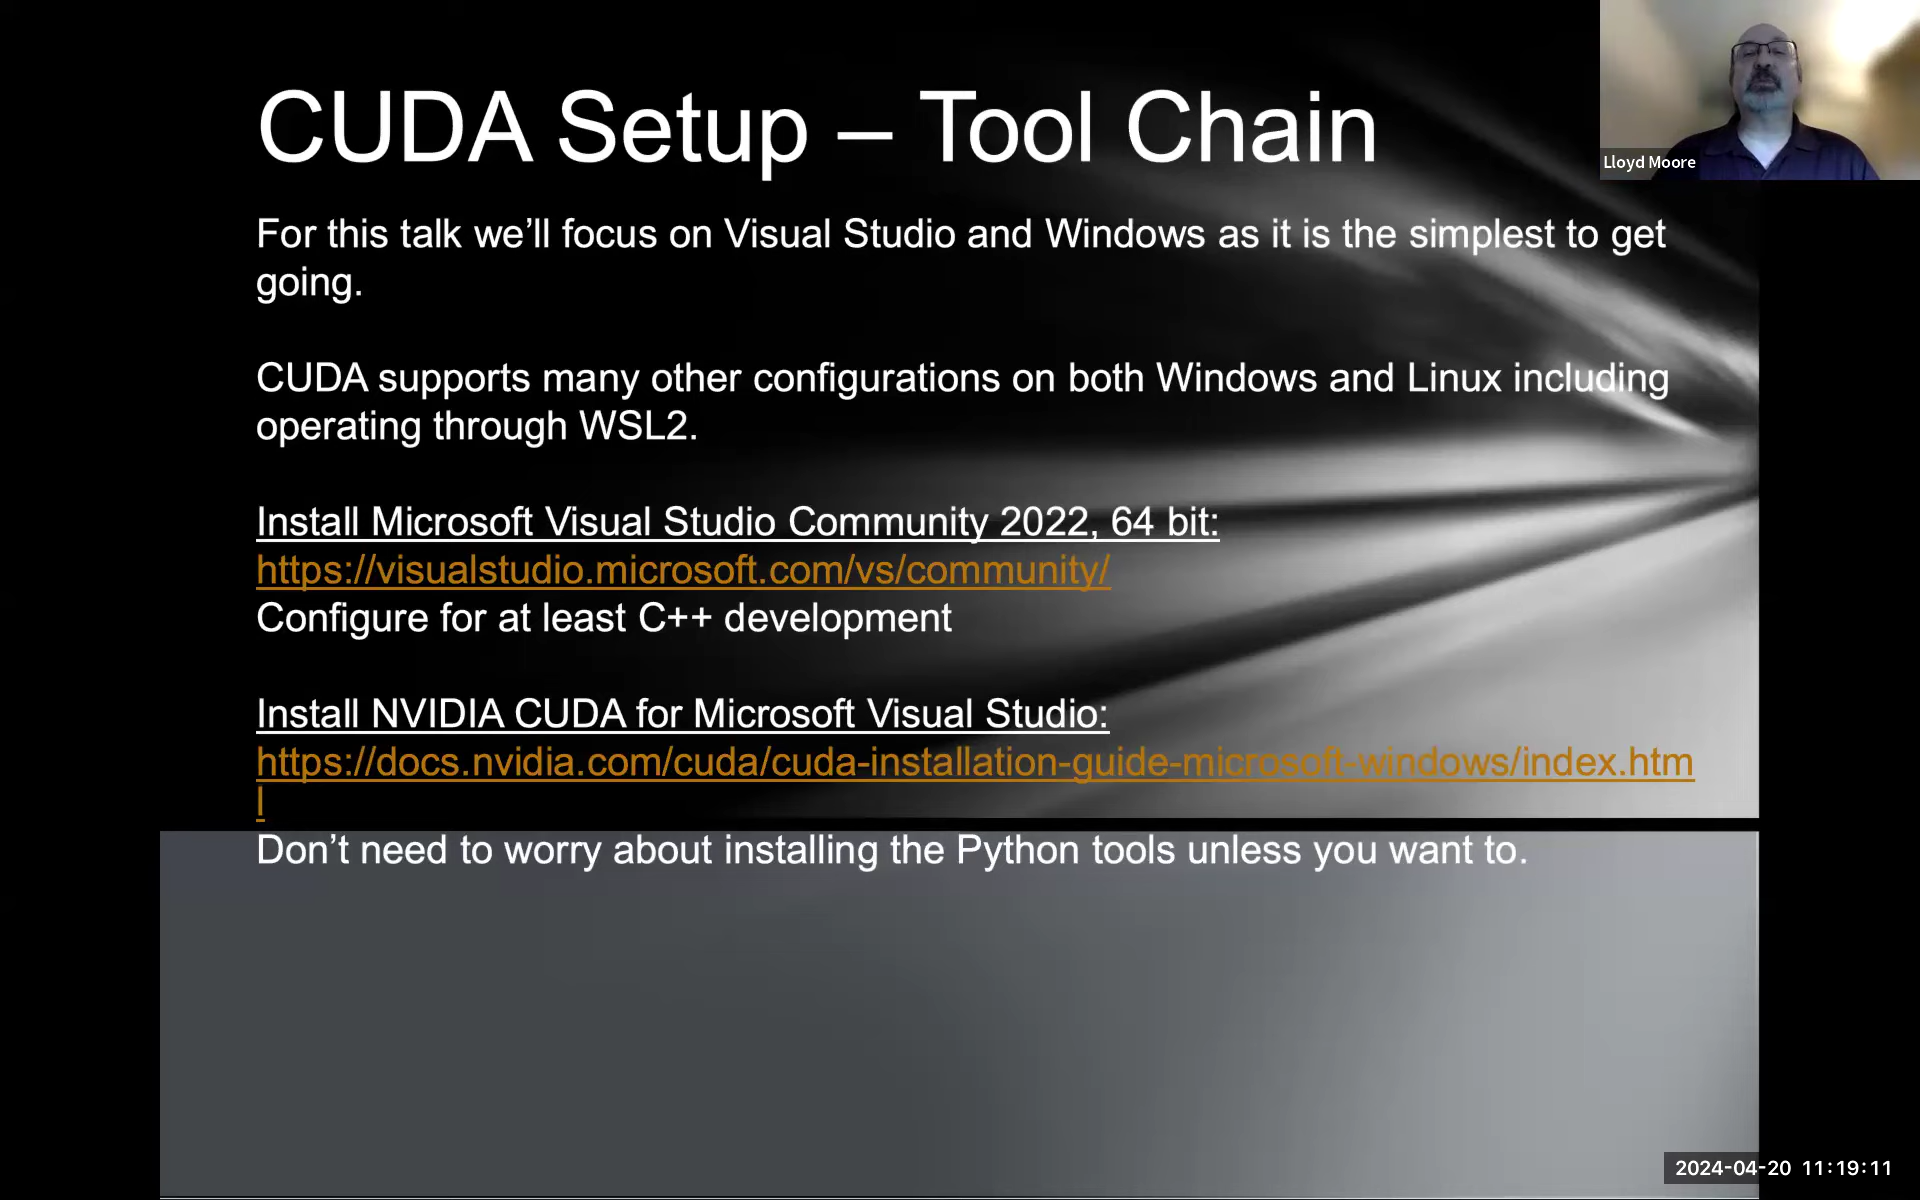 CUDA Setup – Tool Chain
Lloyd Moore
For this talk we’ll focus on Visual Studio and Windows as it is the simplest to get
going.
CUDA supports many other configurations on both Windows and Linux including
operating through WSL2.
Install Microsoft Visual Studio Community 2022, 64 bit:
https://visualstudio.microsoft.com/vs/community/
Configure for at least C++ development
Install NVIDIA CUDA for Microsoft Visual Studio:
https://docs.nvidia.com/cuda/cuda-installation-guide-microsoft-windows/index.htm
l
Don’t need to worry about installing the Python tools unless you want to.
2024-04-20 11:19:11